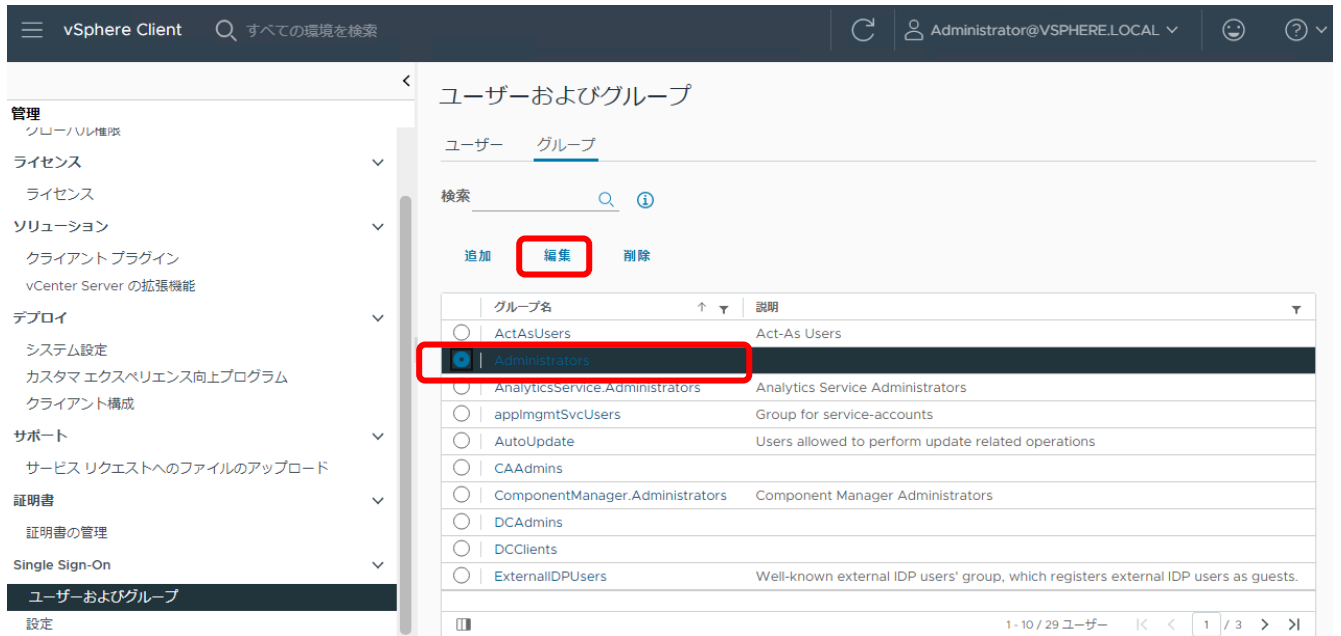 vSphere Client
すべての環境を検索
Administrator@VSPHERE.LOCAL
管理
グローバル権限
ライセンス
ライセンス
ソリューション
クライアント プラグイン
vCenter Server の拡張機能
デプロイ
システム設定
カスタマ エクスペリエンス向上プログラム
クライアント構成
サポート
サービス リクエストへのファイルのアップロード
証明書
証明書の管理
Single Sign-On
ユーザーおよびグループ
設定
ユーザーおよびグループ
ユーザー グループ
検索
追加 編集 削除
グループ名 説明
ActAsUsers Act-As Users
Administrators
AnalyticsService.Administrators Analytics Service Administrators
applmgmtSvcUsers Group for service-accounts
AutoUpdate Users allowed to perform update related operations
CAAdmins
ComponentManager.Administrators Component Manager Administrators
DCAdmins
DCClients
ExternalIDPUsers Well-known external IDP users' group, which registers external IDP users as guests.
1 - 10 / 29 ユーザー 1 / 3